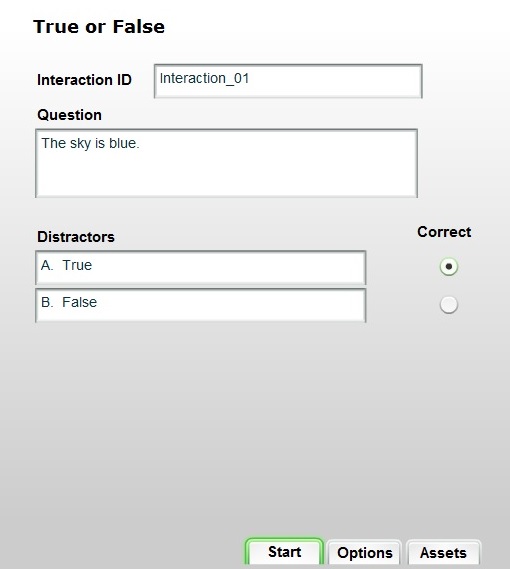 True or False
Interaction ID Interaction_01
Question
The sky is blue.
Distractors Correct
A. True
B. False
Start Options Assets